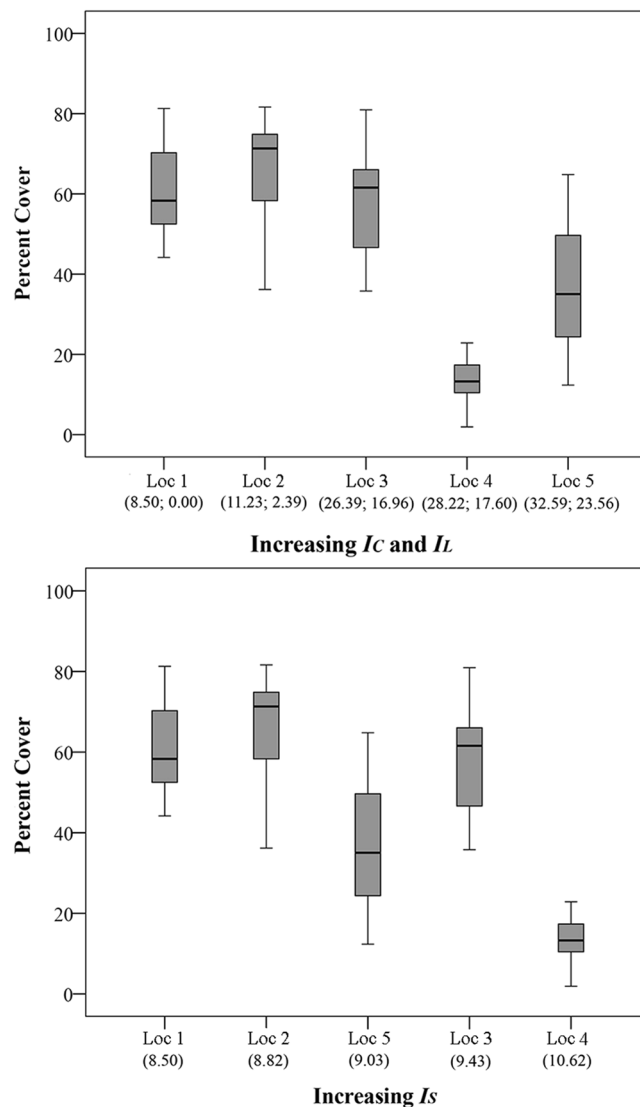 100
80
60
40
20
0
Percent Cover
Loc 1 Loc 2 Loc 3 Loc 4 Loc 5
(8.50; 0.00) (11.23; 2.39) (26.39; 16.96) (28.22; 17.60) (32.59; 23.56)
Increasing IC and IL
100
80
60
40
20
0
Percent Cover
Loc 1 Loc 2 Loc 5 Loc 3 Loc 4
(8.50) (8.82) (9.03) (9.43) (10.62)
Increasing IS